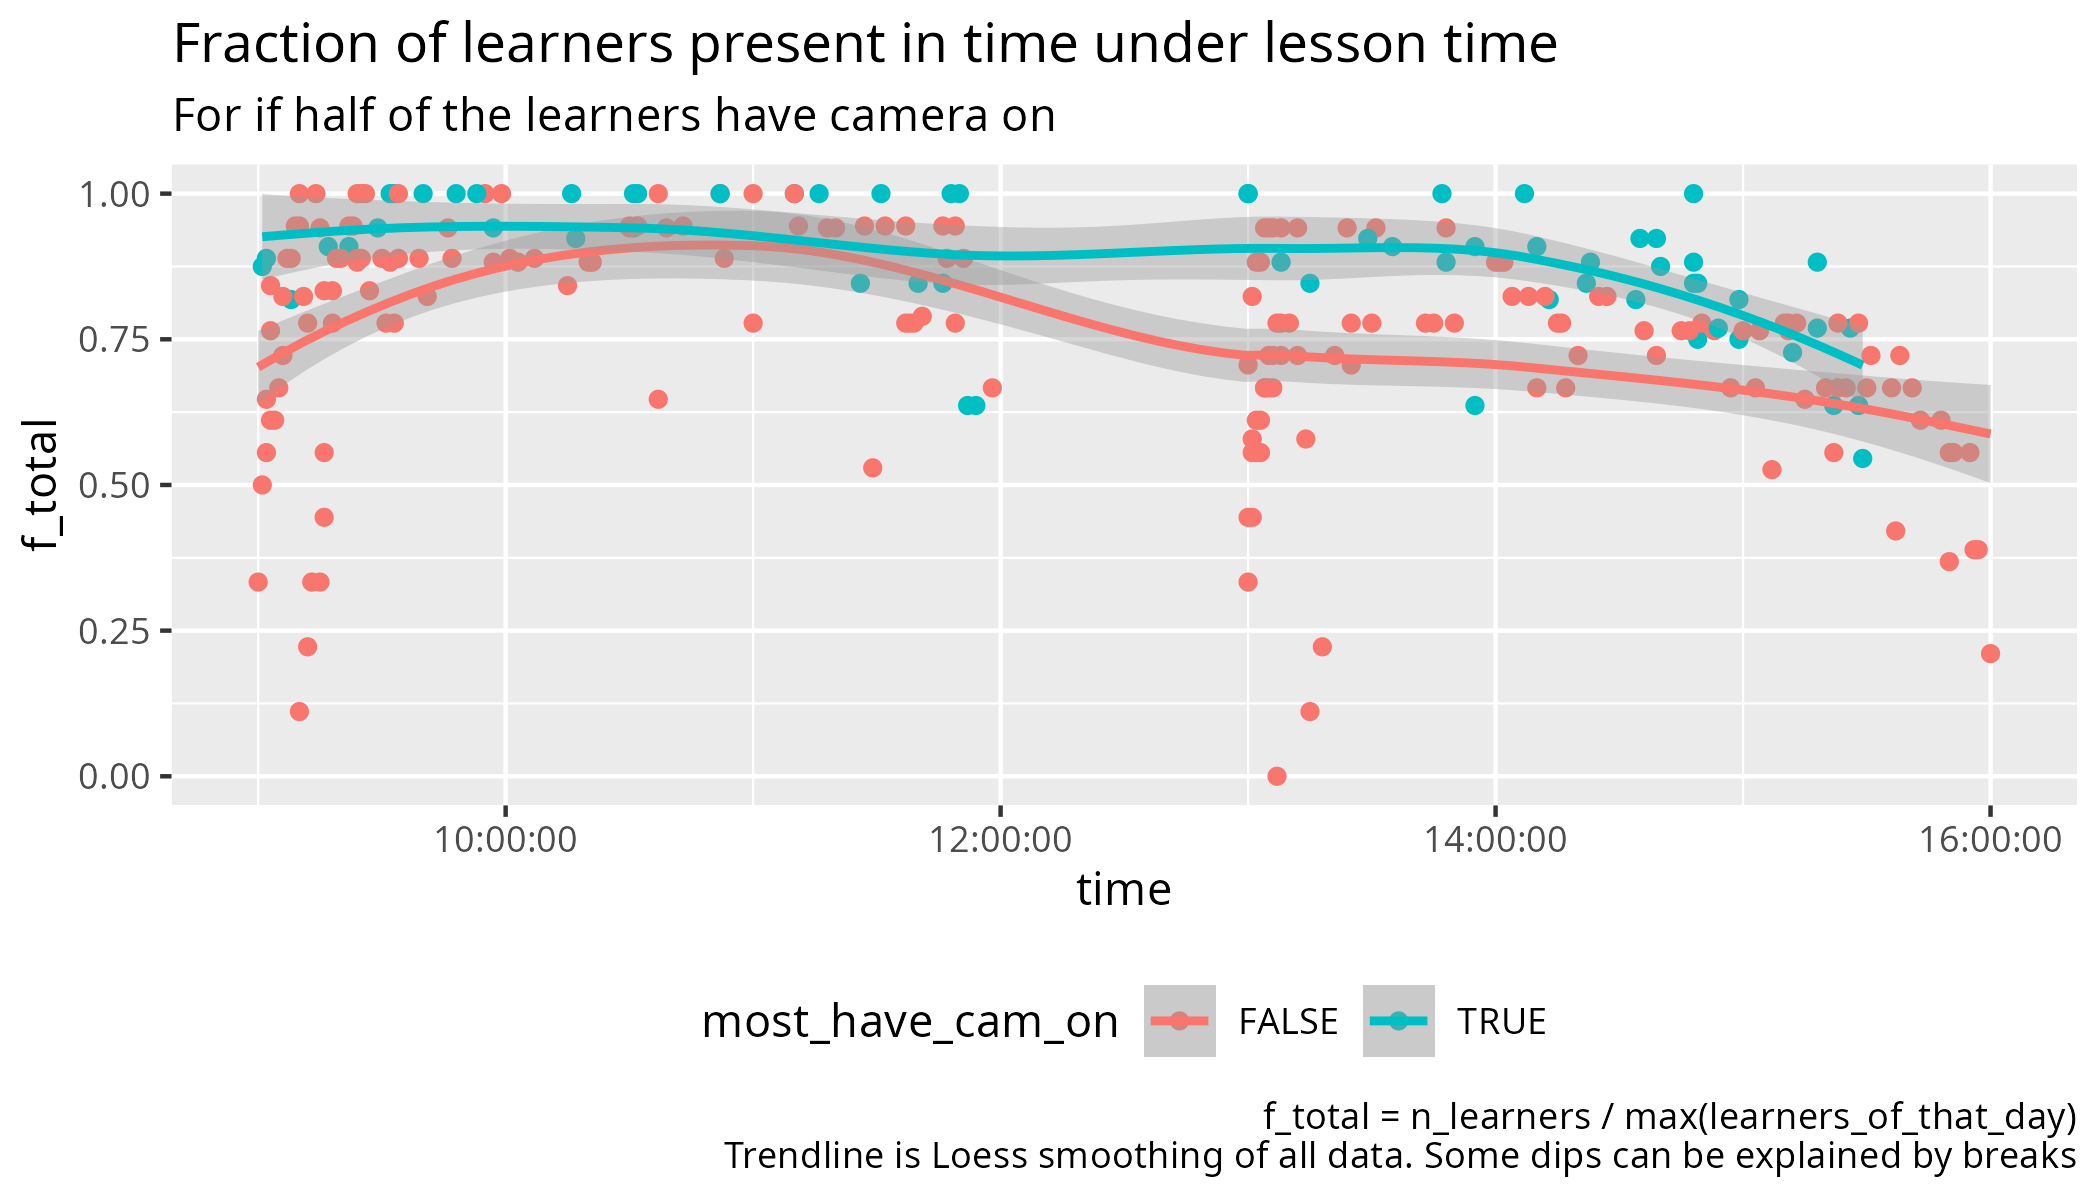 Fraction of learners present in time under lesson time
For if half of the learners have camera on
1.00
0.75
0.50
0.25
0.00
f_total
10:00:00
12:00:00
14:00:00
16:00:00
time
most_have_cam_on
FALSE
TRUE
f_total = n_learners / max(learners_of_that_day)
Trendline is Loess smoothing of all data. Some dips can be explained by breaks